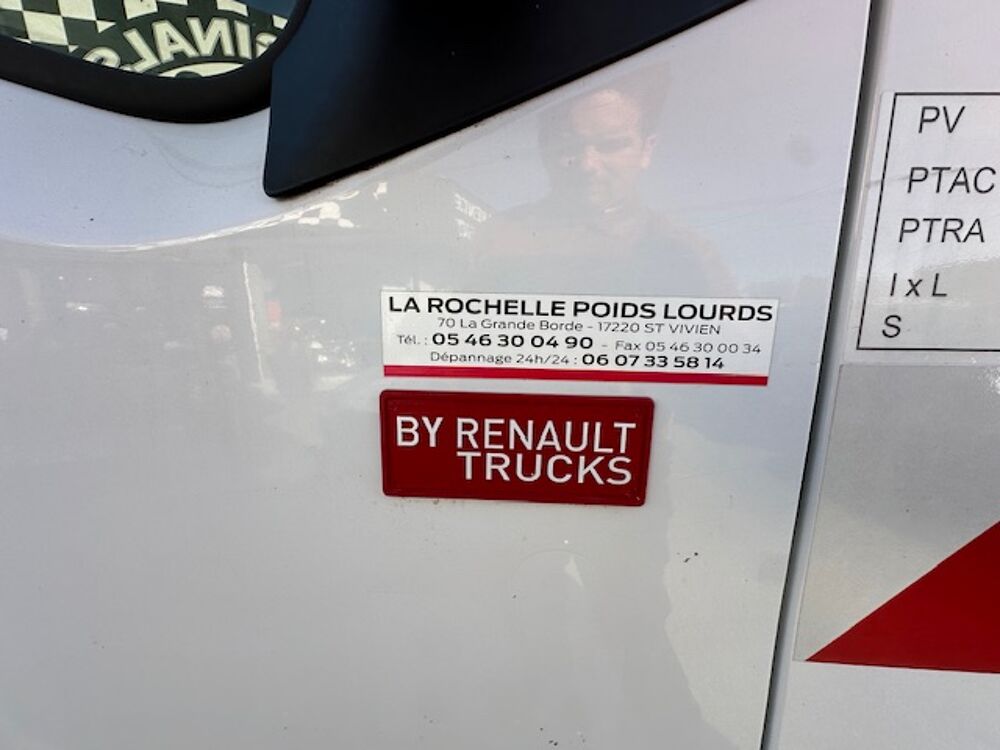 INALS
PV
PTAC
PTRA
I x L
S
LA ROCHELLE POIDS LOURDS
70 La Grande Borde - 17220 ST VIVIEN
Tél. : 05 46 30 04 90 - Fax 05 46 30 00 34
Dépannage 24h/24 : 06 07 33 58 14
BY RENAULT
TRUCKS